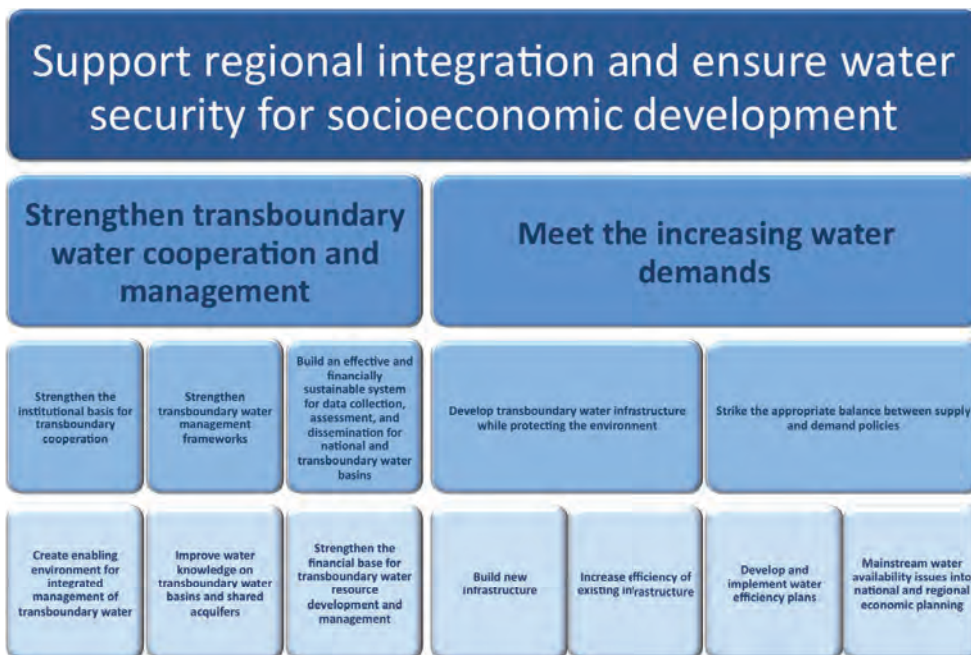 Support regional integration and ensure water
security for socioeconomic development
Strengthen transboundary
water cooperation and
management
Meet the increasing water
demands
Strengthen the
institutional basis for
transboundary
cooperation
Strengthen
transboundary water
management
frameworks
Build an effective and
financially
sustainable system
for data collection,
assessment, and
dissemination for
national and
transboundary water
basins
Develop transboundary water infrastructure
while protecting the environment
Strike the appropriate balance between supply
and demand policies
Create enabling
environment for
integrated
management of
transboundary water
Improve water
knowledge on
transboundary water
basins and shared
acquifers
Strengthen the
financial base for
transboundary water
resource
development and
management
Build new
infrastructure
Increase efficiency of
existing infrastructure
Develop and
implement water
efficiency plans
Mainstream water
availability issues into
national and regional
economic planning